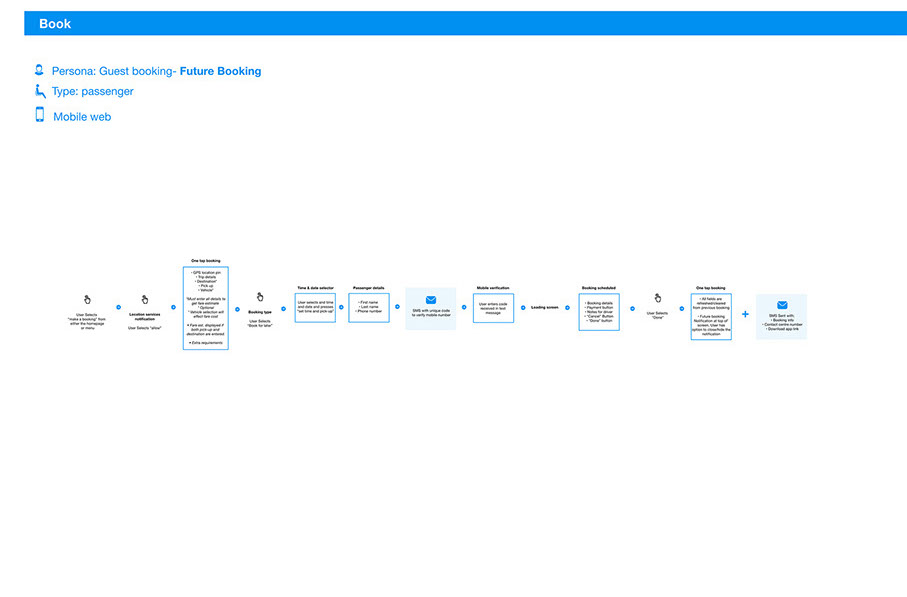 Book
Persona: Guest booking- Future Booking
Type: passenger
Mobile web
User Selects
"make a booking" from
either the homepage
or menu
Location services
notification
User Selects "allow"
One tap booking
• GPS location pin
• Trip details
• Destination*
• Pick up
• Vehicle*
*Must enter all details to
get fare estimate
* Optional
* Vehicle selection will
effect fare cost
• Fare est. displayed if
both pick-up and
destination are entered
• Extra requirements
Booking type
User Selects
"Book for later"
Time & date selector
User selects and time
and date and presses
"set time and pick-up"
Passenger details
• First name
• Last name
• Phone number
SMS with unique code
to verify mobile number
Mobile verification
User enters code
received in text
message
Loading screen
Booking scheduled
• Booking details
• Payment button
• Notes for driver
• "Cancel" Button
• "Done" button
User Selects
"Done"
One tap booking
• All fields are
refreshed/cleared
from previous booking
• Future booking
Notification at top of
screen. User has
option to close/hide the
notification
SMS Sent with:
• Booking info
• Contact centre number
• Download app link